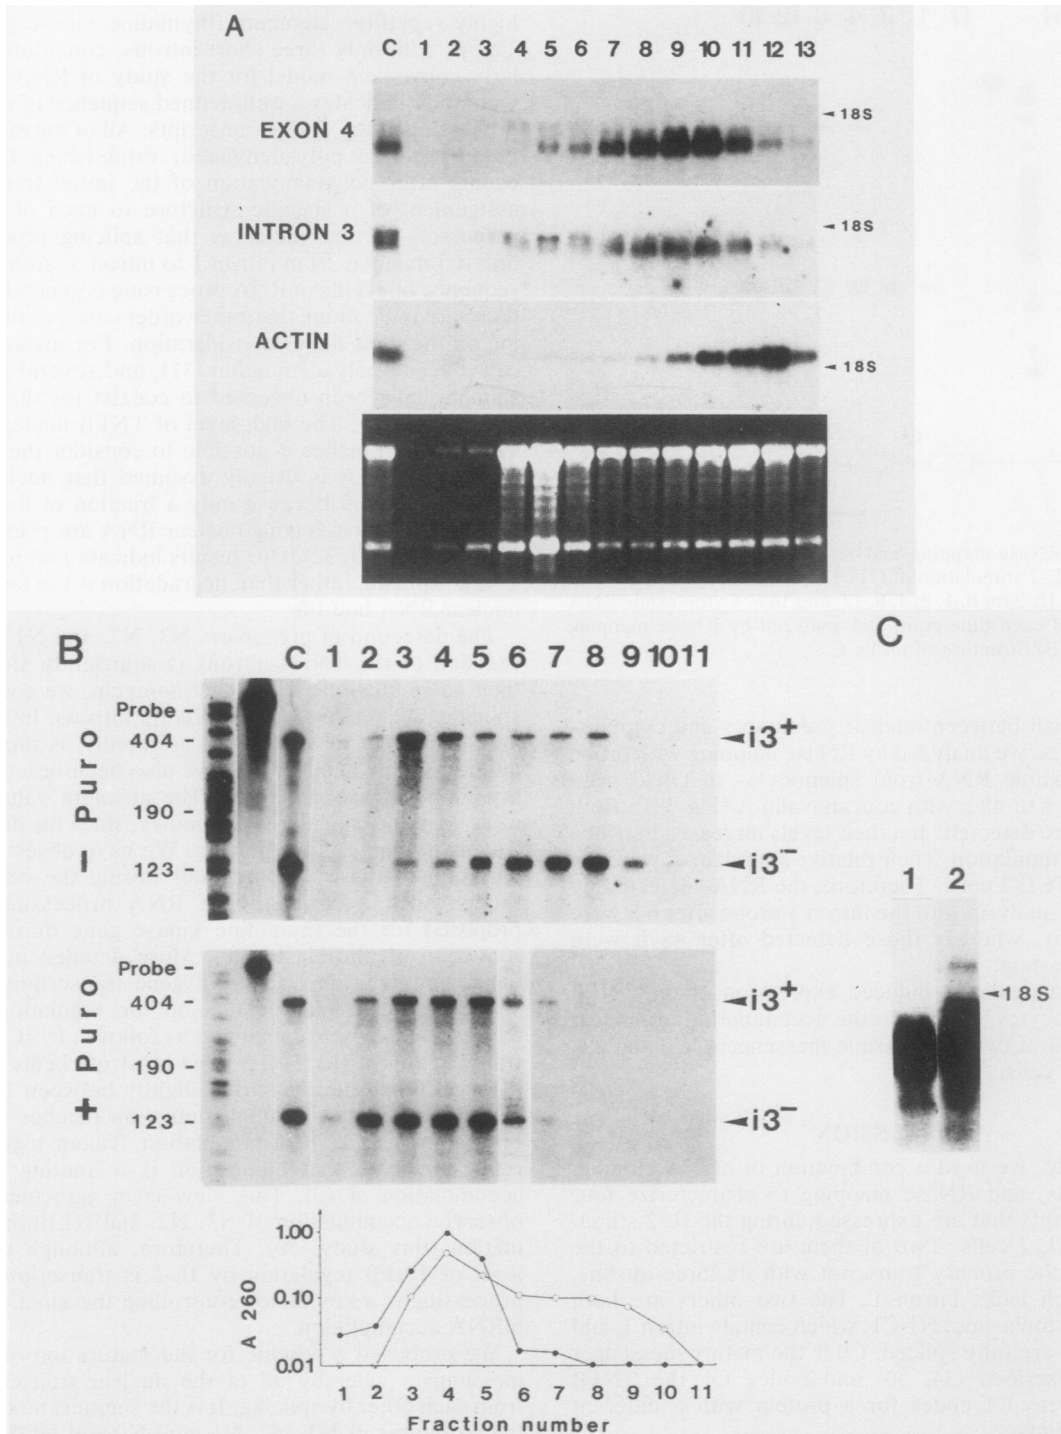 A
C 1 2 3 4 5 6 7 8 9 10 11 12 13
EXON 4
18S
INTRON 3
18S
ACTIN
18S
B
C 1 2 3 4 5 6 7 8 9 10 11
- Puro
Probe -
404 -
190 -
123 -
i3+
i3-
+ Puro
Probe -
404 -
190 -
123 -
i3+
i3-
C
1 2
18S
A 260
1.00
0.10
0.01
1 2 3 4 5 6 7 8 9 10 11
Fraction number